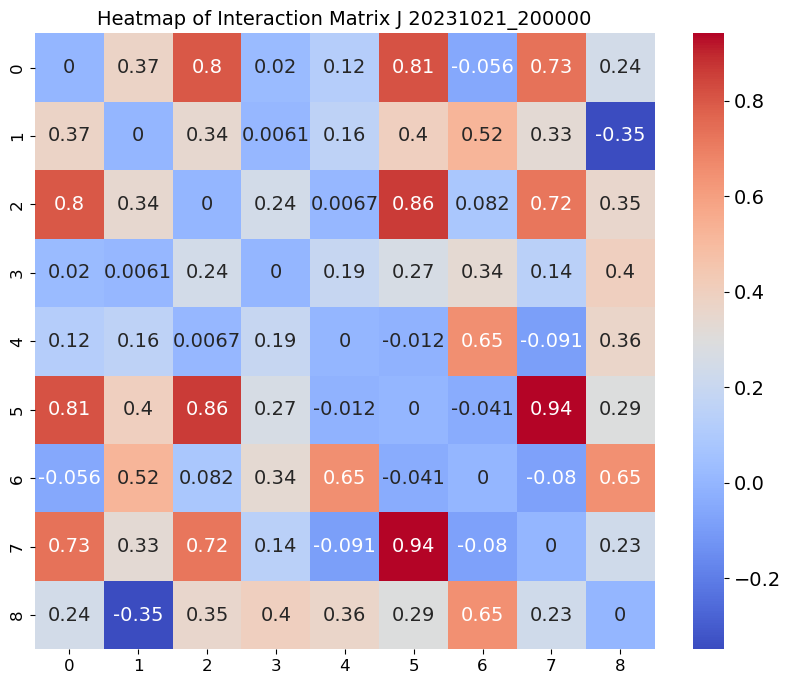 Heatmap of Interaction Matrix J 20231021_200000
0 0 0.37 0.8 0.02 0.12 0.81 -0.056 0.73 0.24
1 0.37 0 0.34 0.0061 0.16 0.4 0.52 0.33 -0.35
2 0.8 0.34 0 0.24 0.0067 0.86 0.082 0.72 0.35
3 0.02 0.0061 0.24 0 0.19 0.27 0.34 0.14 0.4
4 0.12 0.16 0.0067 0.19 0 -0.012 0.65 -0.091 0.36
5 0.81 0.4 0.86 0.27 -0.012 0 -0.041 0.94 0.29
6 -0.056 0.52 0.082 0.34 0.65 -0.041 0 -0.08 0.65
7 0.73 0.33 0.72 0.14 -0.091 0.94 -0.08 0 0.23
8 0.24 -0.35 0.35 0.4 0.36 0.29 0.65 0.23 0
0 1 2 3 4 5 6 7 8
0.8
0.6
0.4
0.2
0.0
−0.2